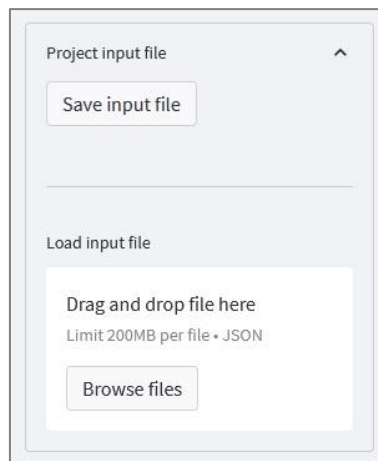 Project input file
Save input file
Load input file
Drag and drop file here
Limit 200MB per file • JSON
Browse files